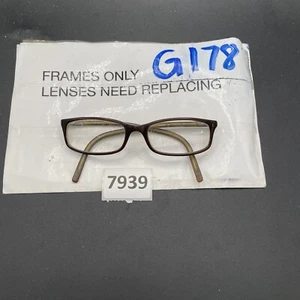 G178
FRAMES ONLY
LENSES NEED REPLACING
7939